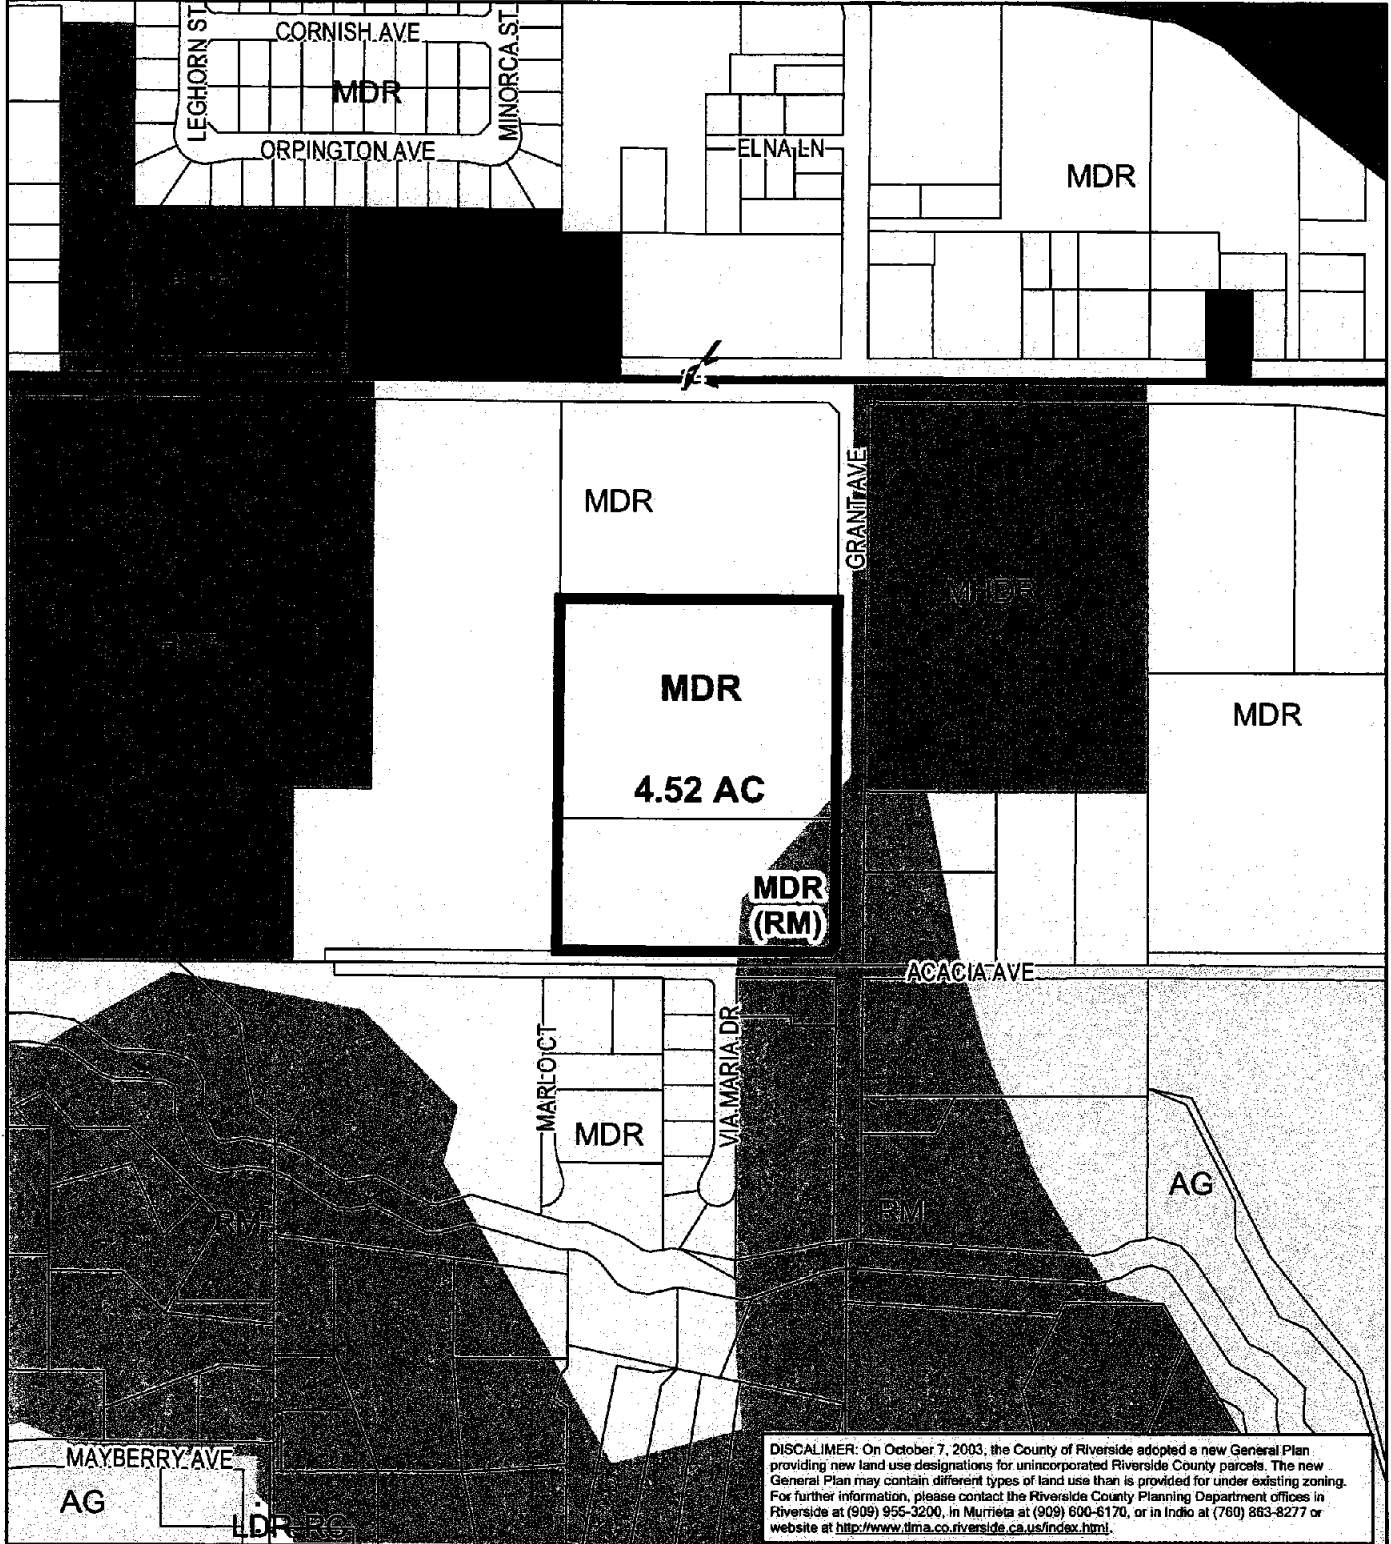 LEGHORN ST
CORNISH AVE
MINORCA ST
MDR
ORPINGTON AVE
ELNA LN
MDR
MDR
GRANT AVE
MHDR
MDR
MDR
4.52 AC
MDR
(RM)
ACACIA AVE
MARLO CT
VIA MARIA DR
MDR
AG
RM
RM
MAYBERRY AVE
AG
LDR-RC
DISCALIMER: On October 7, 2003, the County of Riverside adopted a new General Plan
providing new land use designations for unincorporated Riverside County parcels. The new
General Plan may contain different types of land use than is provided for under existing zoning.
For further information, please contact the Riverside County Planning Department offices in
Riverside at (909) 955-3200, in Murrieta at (909) 600-6170, or in Indio at (760) 863-8277 or
website at http://www.tlma.co.riverside.ca.us/index.html.